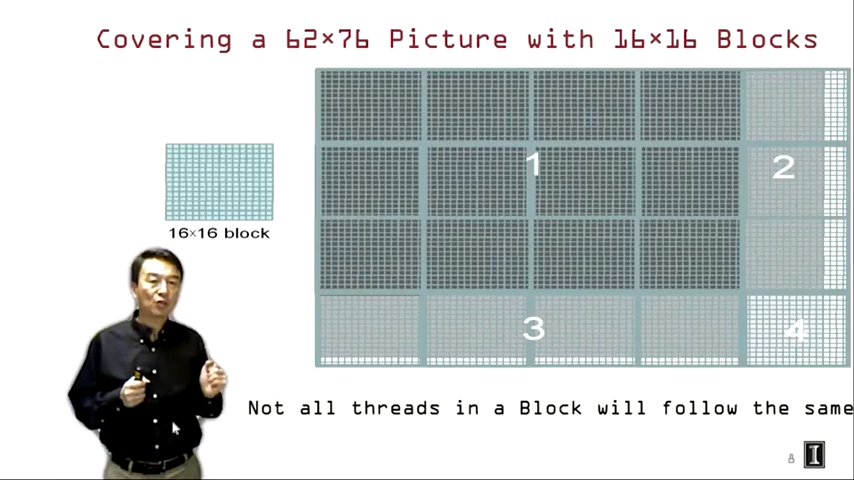 Covering a 62×76 Picture with 16×16 Blocks
1
2
16×16 block
3
4
Not all threads in a Block will follow the same
8
I